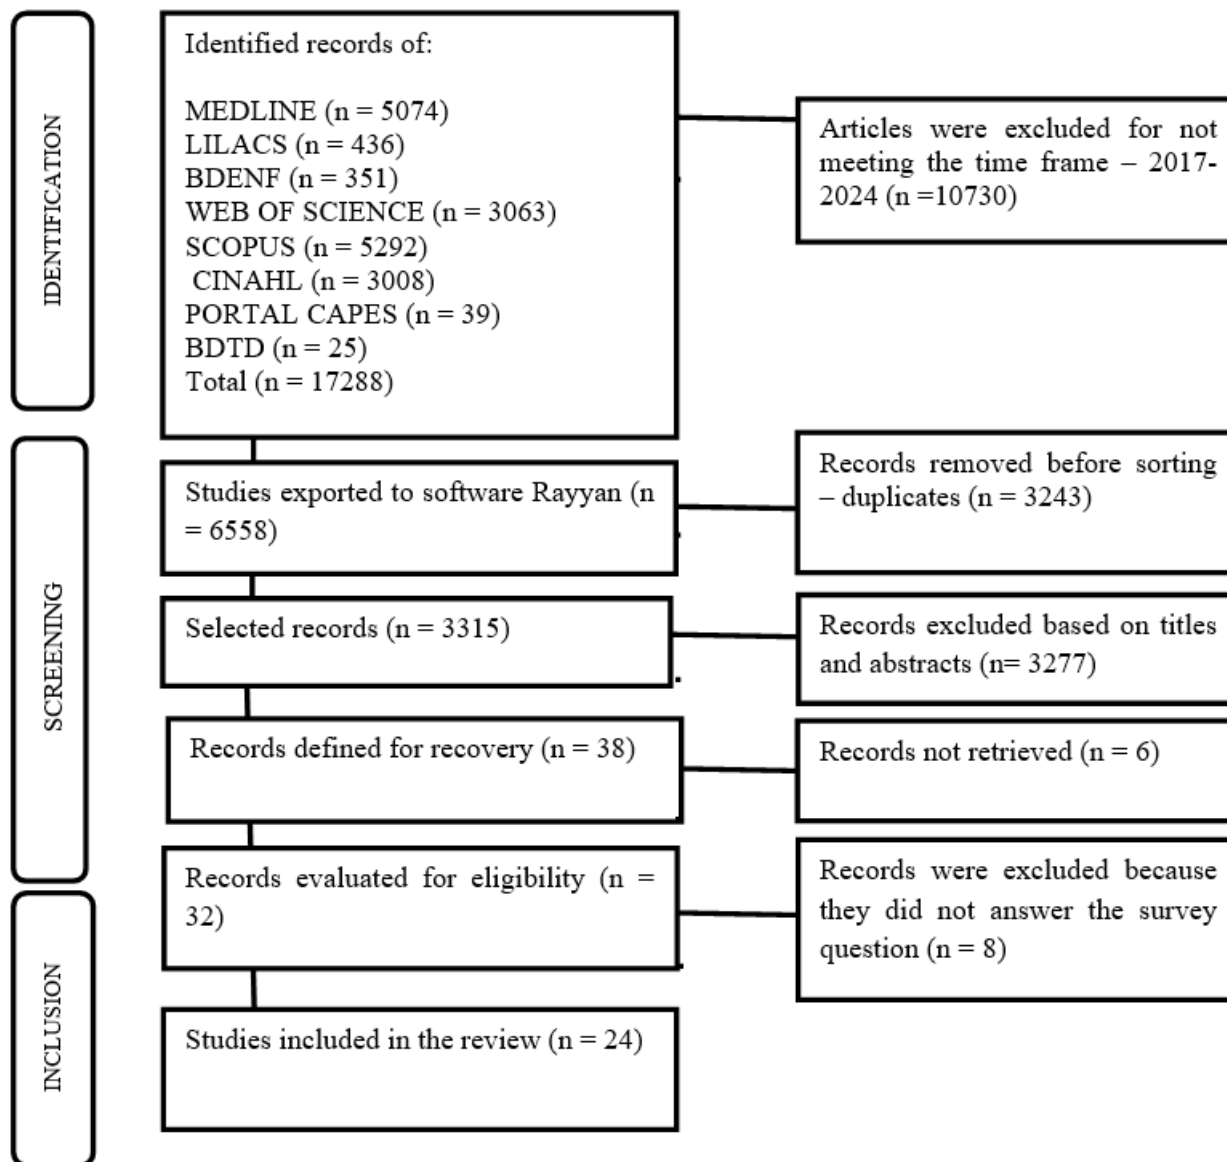 IDENTIFICATION
Identified records of:
MEDLINE (n = 5074)
LILACS (n = 436)
BDENF (n = 351)
WEB OF SCIENCE (n = 3063)
SCOPUS (n = 5292)
CINAHL (n = 3008)
PORTAL CAPES (n = 39)
BDTD (n = 25)
Total (n = 17288)
Articles were excluded for not
meeting the time frame – 2017-
2024 (n =10730)
SCREENING
Studies exported to software Rayyan (n
= 6558)
Records removed before sorting
– duplicates (n = 3243)
Selected records (n = 3315)
Records excluded based on titles
and abstracts (n= 3277)
Records defined for recovery (n = 38)
Records not retrieved (n = 6)
Records evaluated for eligibility (n =
32)
Records were excluded because
they did not answer the survey
question (n = 8)
INCLUSION
Studies included in the review (n = 24)